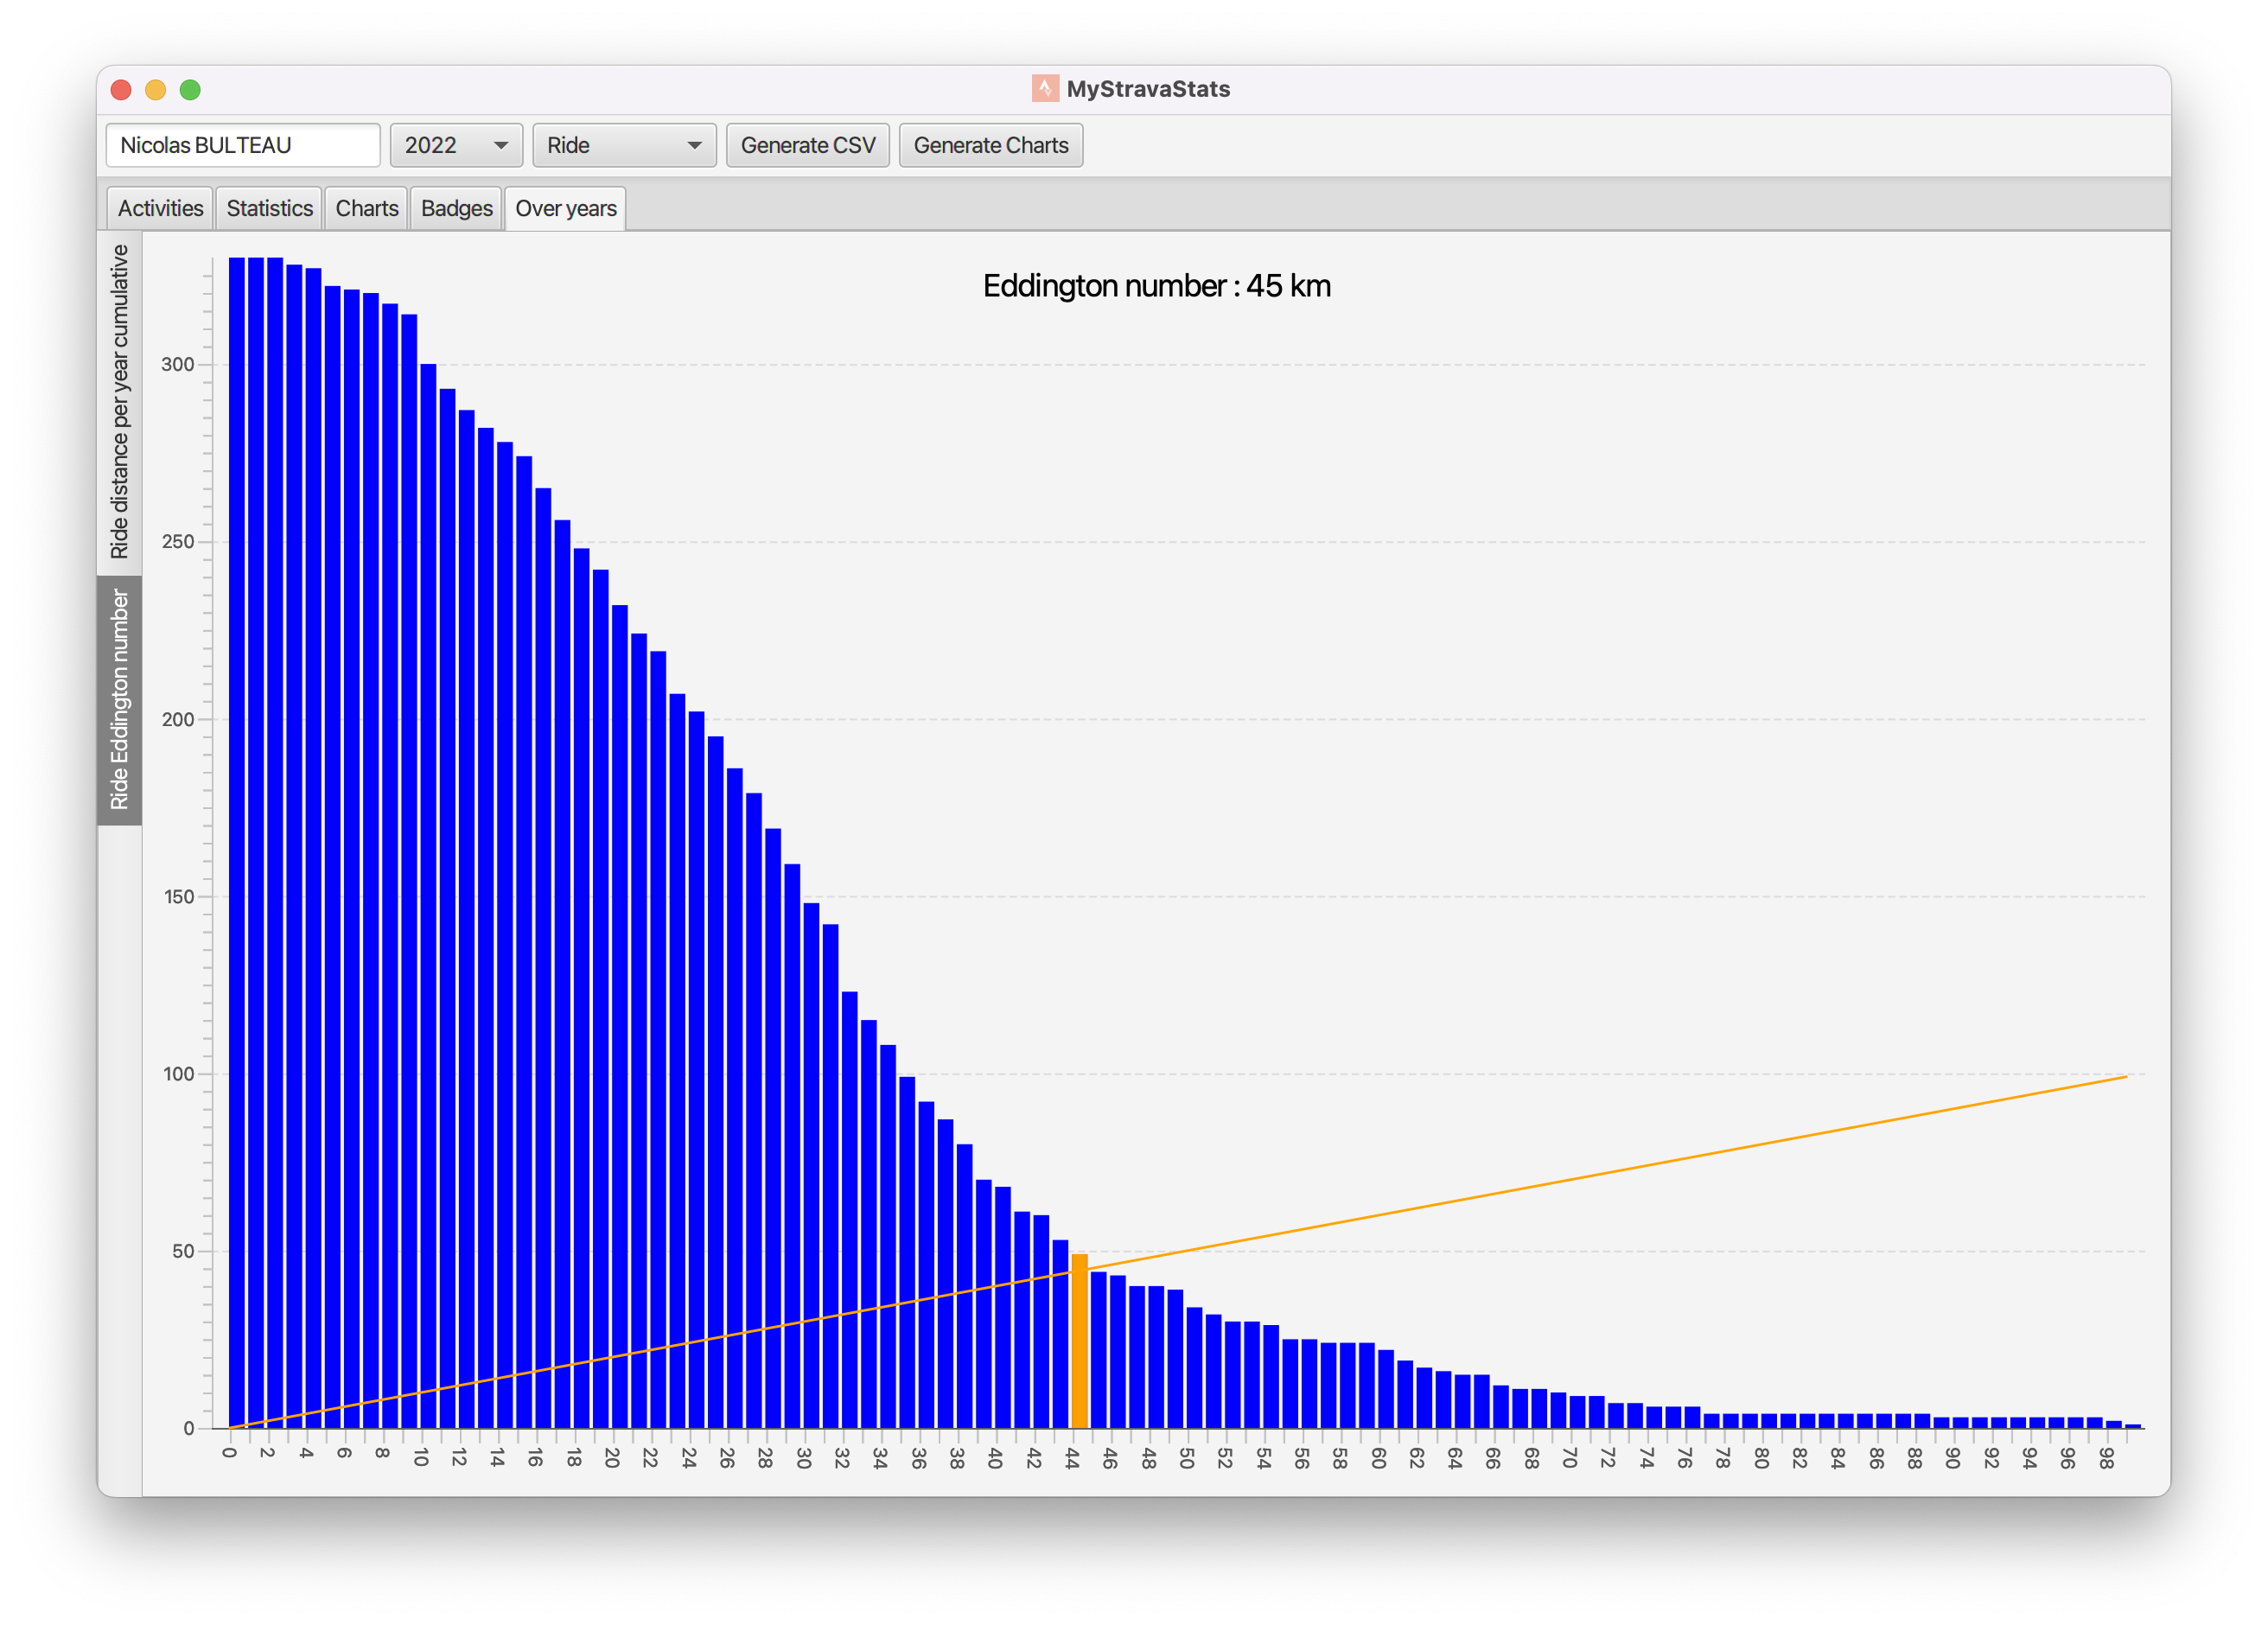 MyStravaStats
Nicolas BULTEAU 2022 Ride Generate CSV Generate Charts
Activities Statistics Charts Badges Over years
Ride distance per year cumulative
Ride Eddington number
Eddington number : 45 km
300
250
200
150
100
50
0
0 2 4 6 8 10 12 14 16 18 20 22 24 26 28 30 32 34 36 38 40 42 44 46 48 50 52 54 56 58 60 62 64 66 68 70 72 74 76 78 80 82 84 86 88 90 92 94 96 98